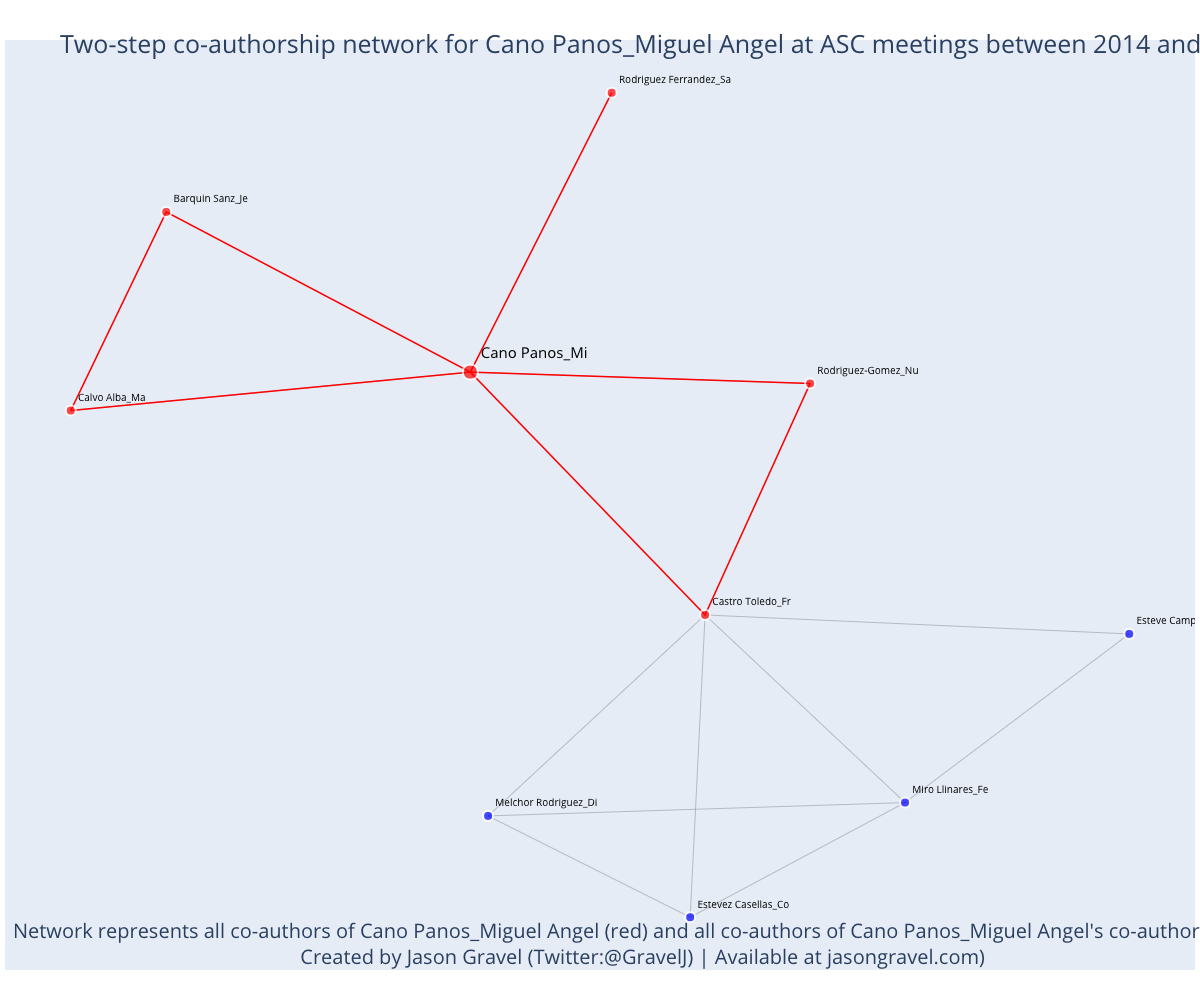 Two-step co-authorship network for Cano Panos_Miguel Angel at ASC meetings between 2014 and
Rodriguez Ferrandez_Sa
Barquin Sanz_Je
Cano Panos_Mi
Rodriguez-Gomez_Nu
Calvo Alba_Ma
Castro Toledo_Fr
Esteve Camp
Miro Llinares_Fe
Melchor Rodriguez_Di
Estevez Casellas_Co
Network represents all co-authors of Cano Panos_Miguel Angel (red) and all co-authors of Cano Panos_Miguel Angel's co-author
Created by Jason Gravel (Twitter:@GravelJ) | Available at jasongravel.com)